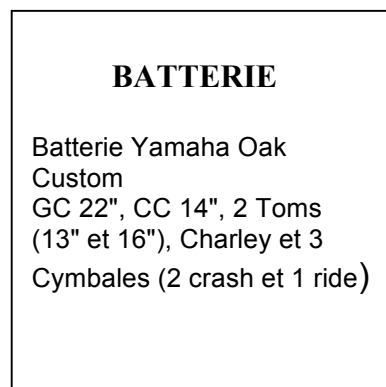 BATTERIE
Batterie Yamaha Oak
Custom
GC 22", CC 14", 2 Toms
(13" et 16"), Charley et 3
Cymbales (2 crash et 1 ride)